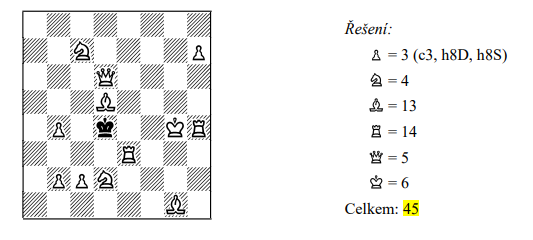 Řešení:
♙ = 3 (c3, h8D, h8S)
♘ = 4
♗ = 13
♖ = 14
♕ = 5
♔ = 6
Celkem: 45